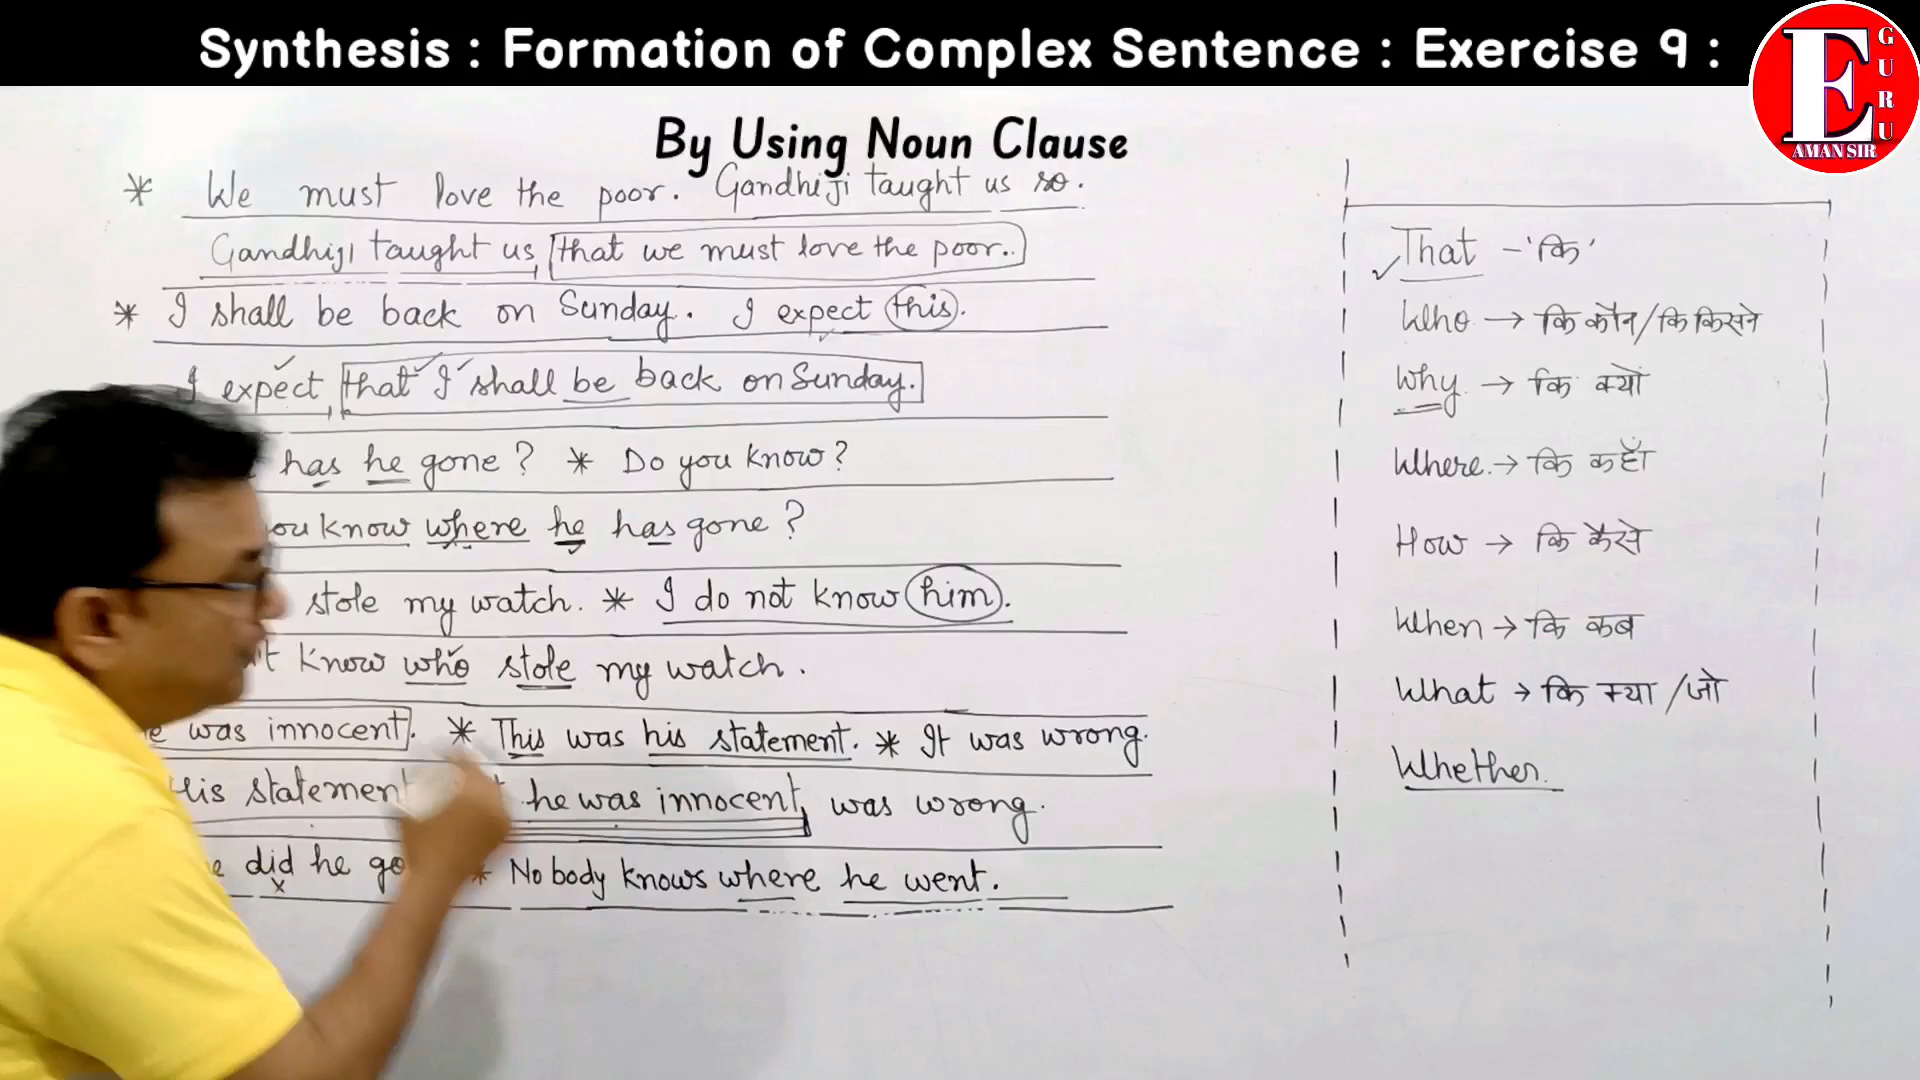 Synthesis : Formation of Complex Sentence : Exercise 9 :
E GURU
AMAN SIR
By Using Noun Clause
* We must love the poor. Gandhiji taught us so.
Gandhiji taught us that we must love the poor..
* I shall be back on Sunday. I expect this.
I expect that I shall be back on Sunday.
has he gone? * Do you know?
you know where he has gone?
stole my watch. * I do not know him.
know who stole my watch.
was innocent. * This was his statement. * It was wrong.
His statement he was innocent, was wrong.
did he go * Nobody knows where he went.
That - 'कि'
Who → कि कौन/कि किसने
Why → कि क्यों
Where → कि कहाँ
How → कि कैसे
When → कि कब
What → कि क्या/जो
Whether.